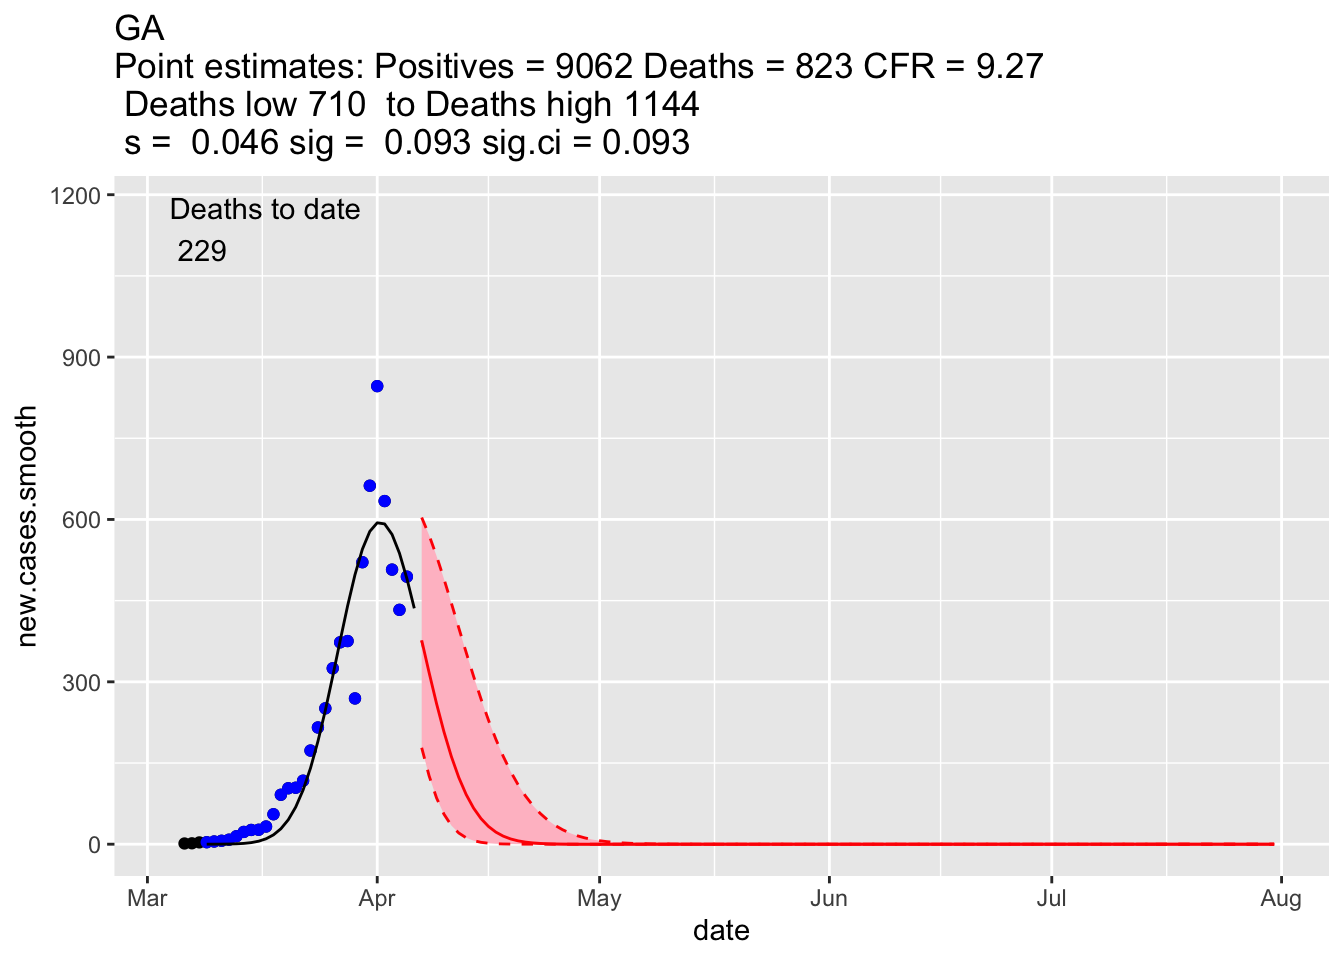 GA
Point estimates: Positives = 9062 Deaths = 823 CFR = 9.27
Deaths low 710  to Deaths high 1144
s =  0.046 sig =  0.093 sig.ci = 0.093
Deaths to date
229
1200
900
600
300
0
new.cases.smooth
Mar Apr May Jun Jul Aug
date